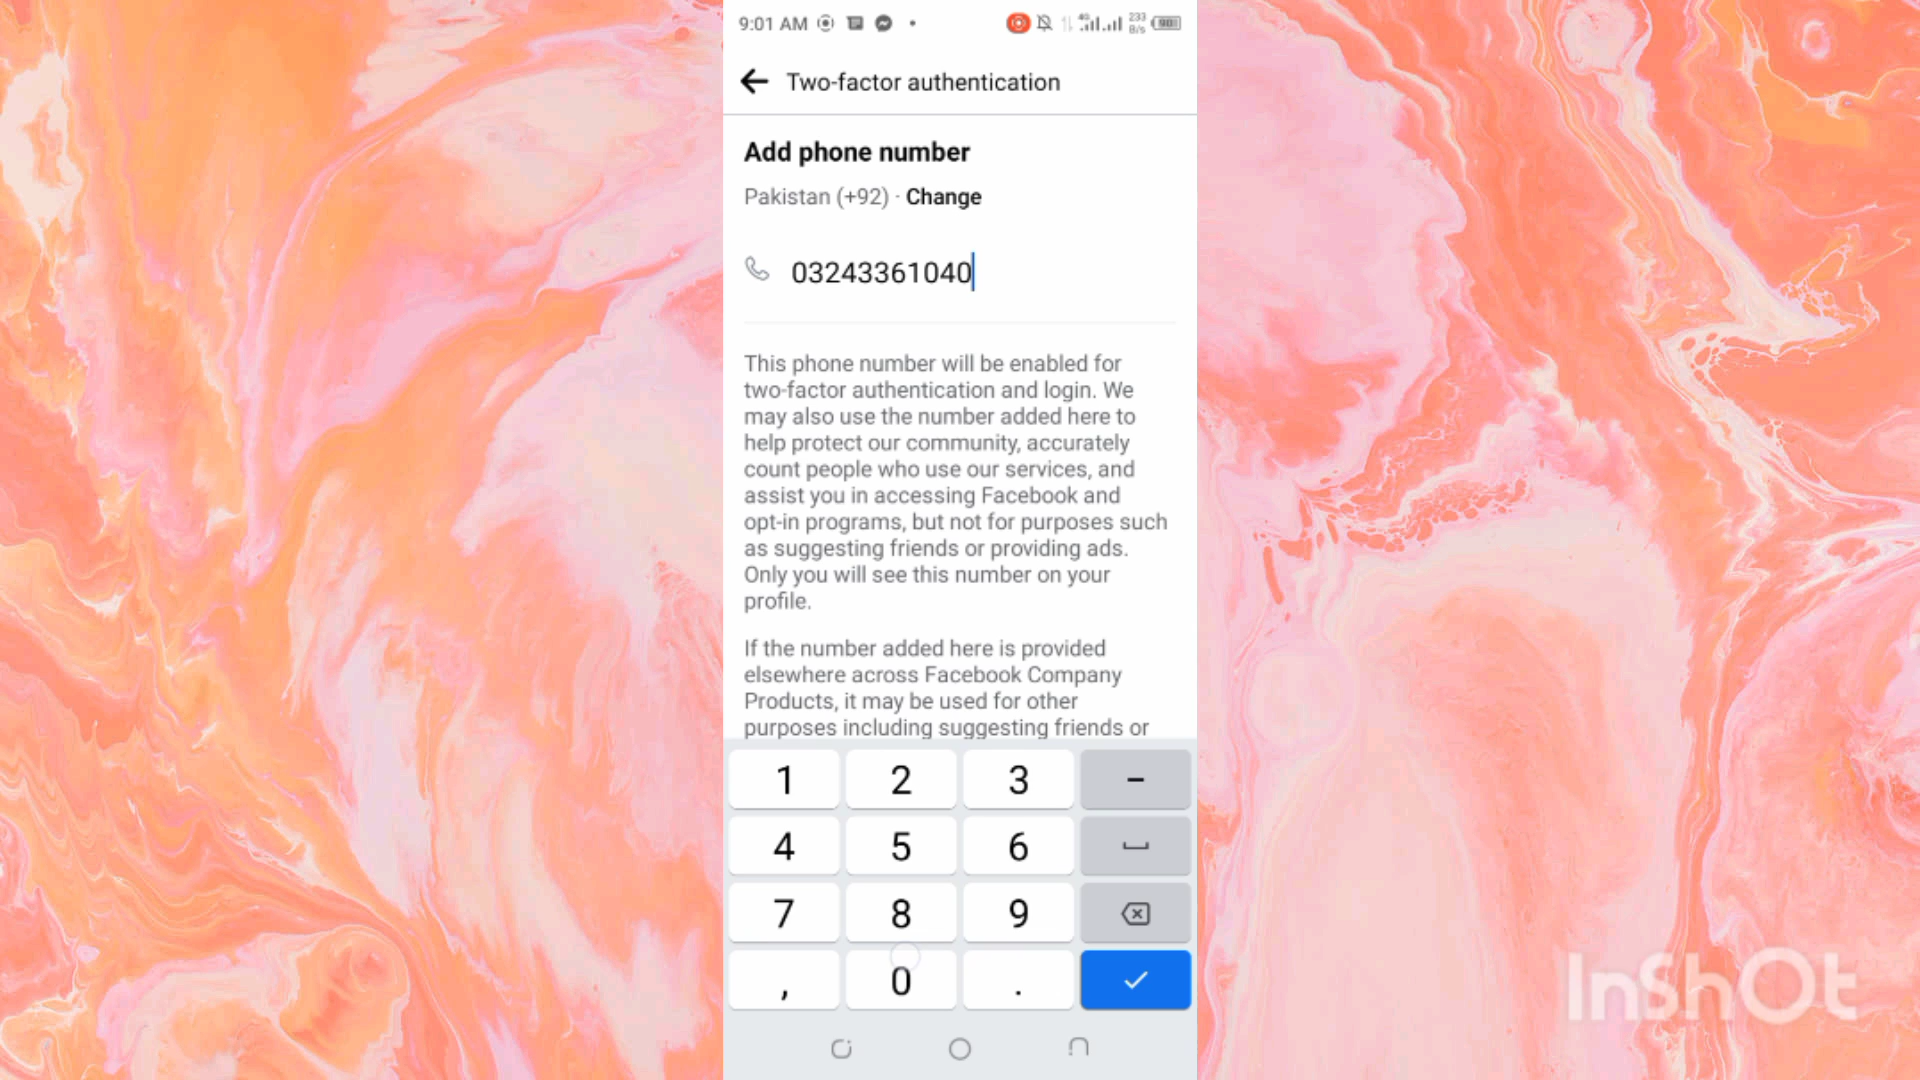 9:01 AM
4G
233
B/s
90
Two-factor authentication
Add phone number
Pakistan (+92) · Change
03243361040
This phone number will be enabled for
two-factor authentication and login. We
may also use the number added here to
help protect our community, accurately
count people who use our services, and
assist you in accessing Facebook and
opt-in programs, but not for purposes such
as suggesting friends or providing ads.
Only you will see this number on your
profile.
If the number added here is provided
elsewhere across Facebook Company
Products, it may be used for other
purposes including suggesting friends or
1 2 3 -
4 5 6
7 8 9
, 0 .
InShOt